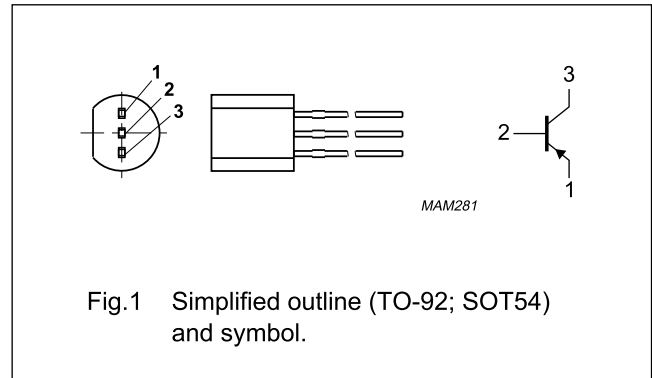 1
2
3
3
2
1
MAM281
Fig.1 Simplified outline (TO-92; SOT54)
and symbol.